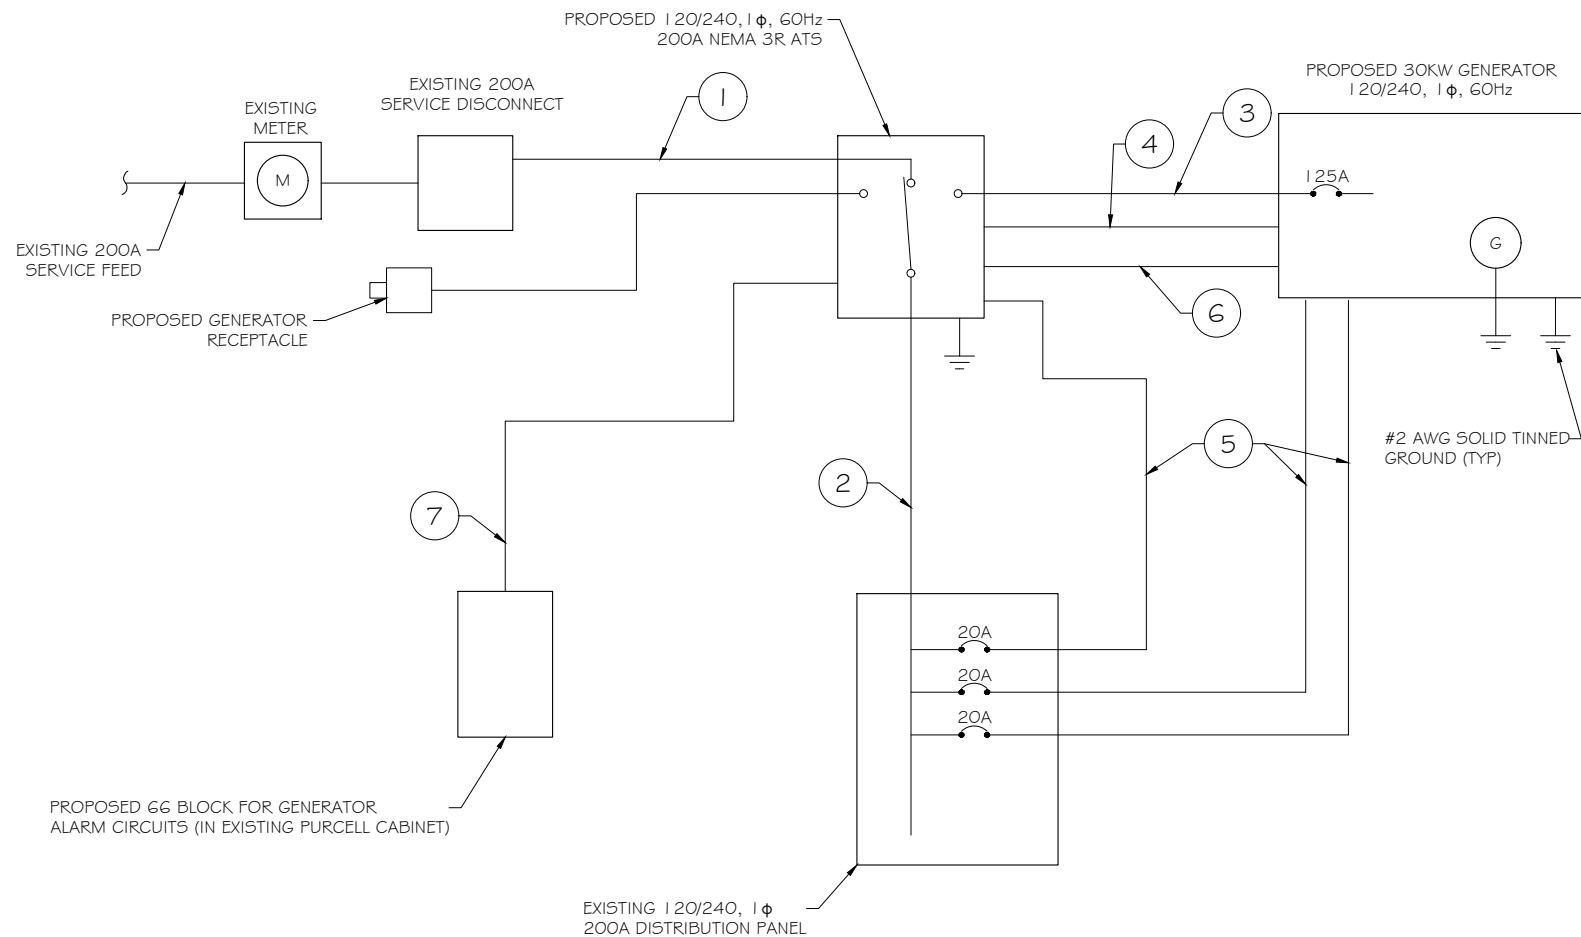 PROPOSED 120/240, 1ϕ, 60Hz
200A NEMA 3R ATS
EXISTING 200A
SERVICE DISCONNECT
EXISTING
METER
M
1
PROPOSED 30KW GENERATOR
120/240, 1ϕ, 60Hz
3
4
125A
G
EXISTING 200A
SERVICE FEED
PROPOSED GENERATOR
RECEPTACLE
6
#2 AWG SOLID TINNED
GROUND (TYP)
5
2
7
20A
20A
20A
PROPOSED 66 BLOCK FOR GENERATOR
ALARM CIRCUITS (IN EXISTING PURCELL CABINET)
EXISTING 120/240, 1ϕ
200A DISTRIBUTION PANEL